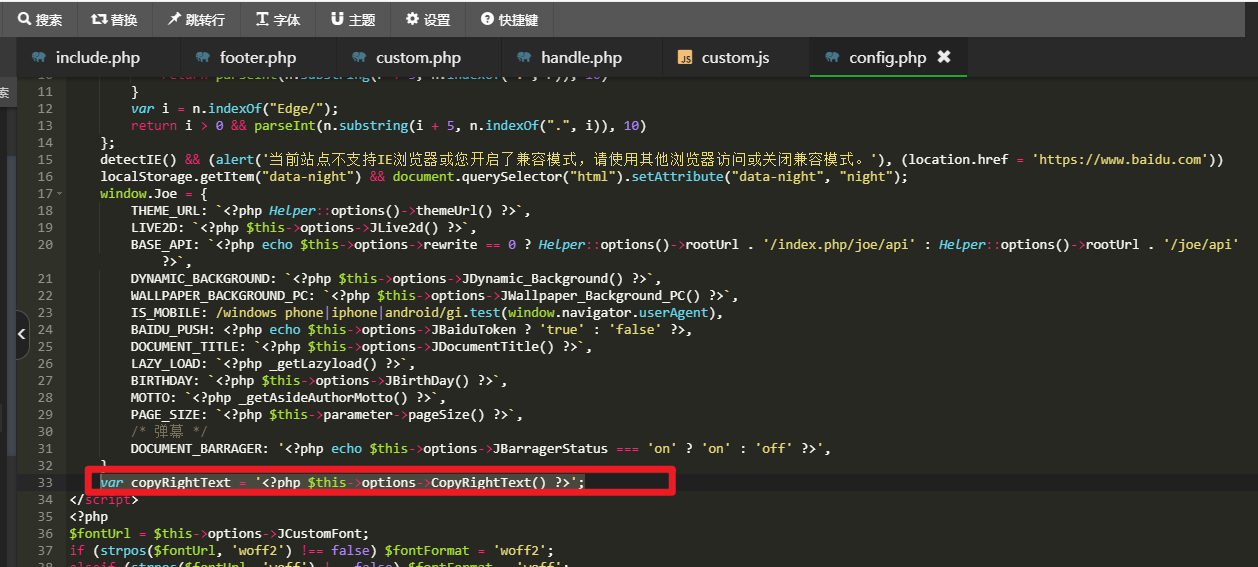 搜索 替换 跳转行 字体 主题 设置 快捷键
include.php footer.php custom.php handle.php JS custom.js config.php
索
11 }
12 var i = n.indexOf("Edge/");
13 return i > 0 && parseInt(n.substring(i + 5, n.indexOf(".", i)), 10)
14 };
15 detectIE() && (alert('当前站点不支持IE浏览器或您开启了兼容模式，请使用其他浏览器访问或关闭兼容模式。'), (location.href = 'https://www.baidu.com'))
16 localStorage.getItem("data-night") && document.querySelector("html").setAttribute("data-night", "night");
17 window.Joe = {
18 THEME_URL: `<?php Helper::options()->themeUrl() ?>`,
19 LIVE2D: `<?php $this->options->JLive2d() ?>`,
20 BASE_API: `<?php echo $this->options->rewrite == 0 ? Helper::options()->rootUrl . '/index.php/joe/api' : Helper::options()->rootUrl . '/joe/api'
?>`,
21 DYNAMIC_BACKGROUND: `<?php $this->options->JDynamic_Background() ?>`,
22 WALLPAPER_BACKGROUND_PC: `<?php $this->options->JWallpaper_Background_PC() ?>`,
23 IS_MOBILE: /windows phone|iphone|android/gi.test(window.navigator.userAgent),
24 BAIDU_PUSH: <?php echo $this->options->JBaiduToken ? 'true' : 'false' ?>,
25 DOCUMENT_TITLE: `<?php $this->options->JDocumentTitle() ?>`,
26 LAZY_LOAD: `<?php _getLazyload() ?>`,
27 BIRTHDAY: `<?php $this->options->JBirthDay() ?>`,
28 MOTTO: `<?php _getAsideAuthorMotto() ?>`,
29 PAGE_SIZE: `<?php $this->parameter->pageSize() ?>`,
30 /* 弹幕 */
31 DOCUMENT_BARRAGER: '<?php echo $this->options->JBarragerStatus === 'on' ? 'on' : 'off' ?>',
32 }
33 var copyRightText = '<?php $this->options->CopyRightText() ?>';
34 </script>
35 <?php
36 $fontUrl = $this->options->JCustomFont;
37 if (strpos($fontUrl, 'woff2') !== false) $fontFormat = 'woff2';